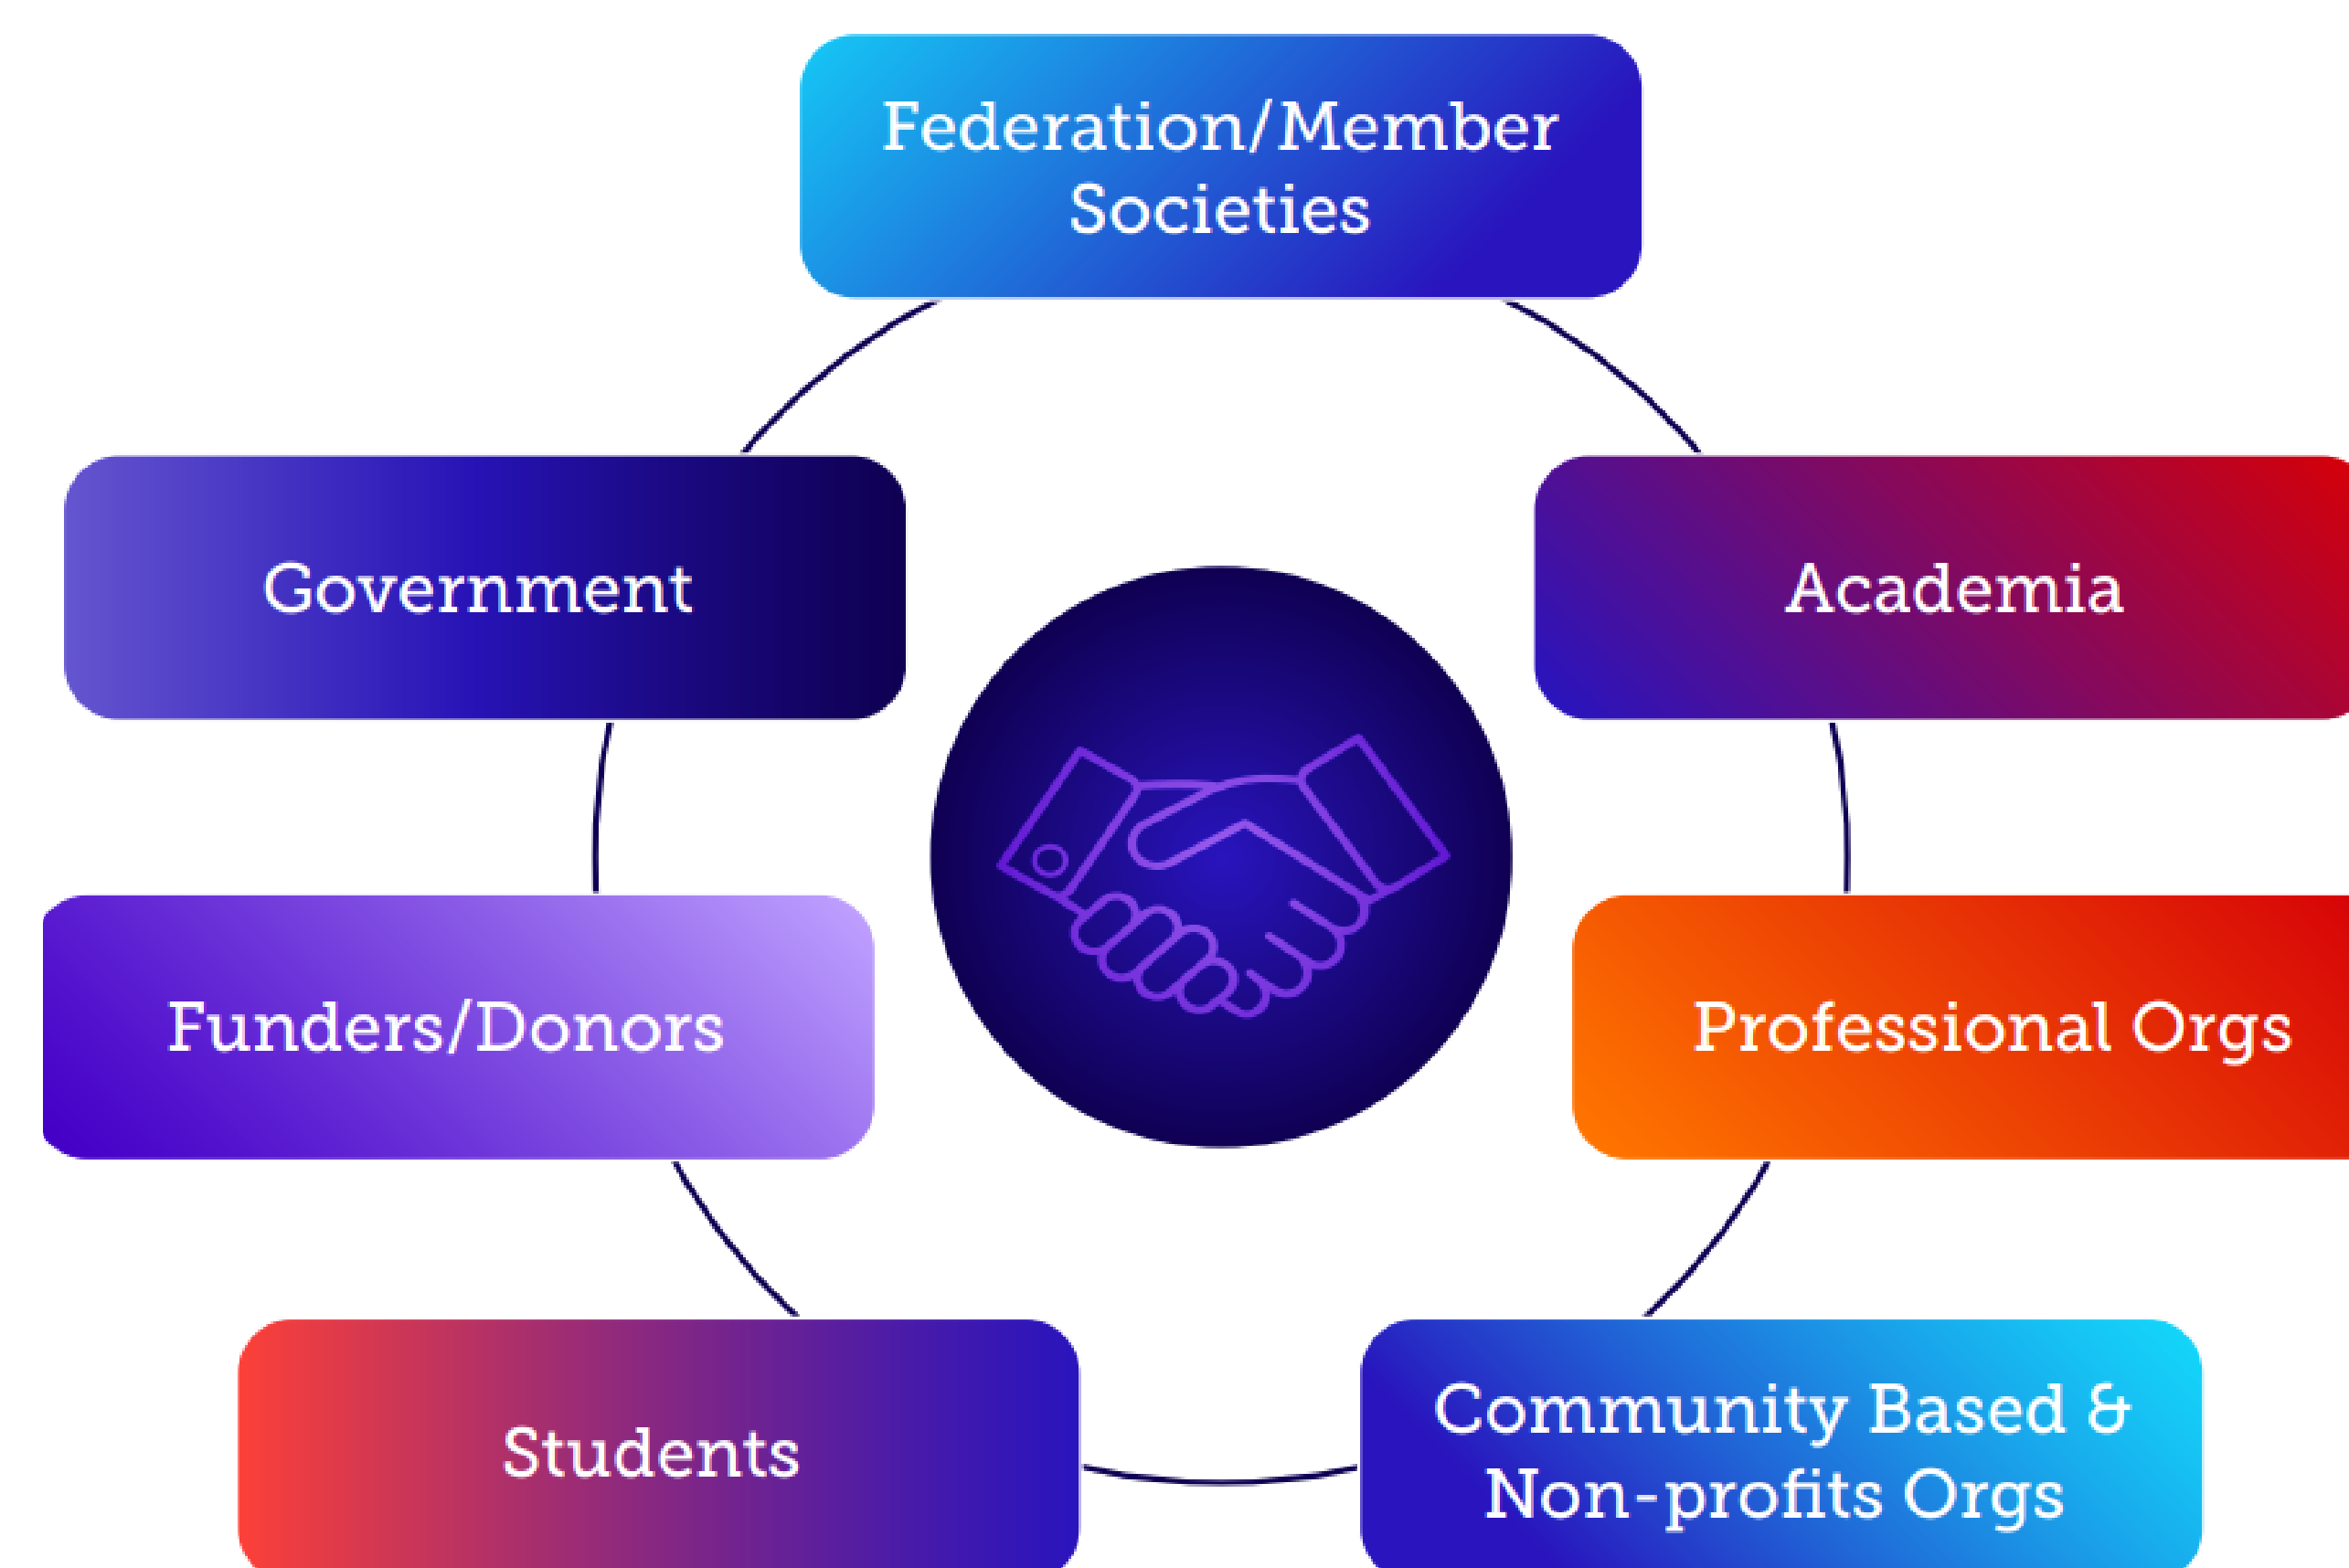 Federation/Member
Societies
Government
Academia
Funders/Donors
Professional Orgs
Students
Community Based &
Non-profits Orgs